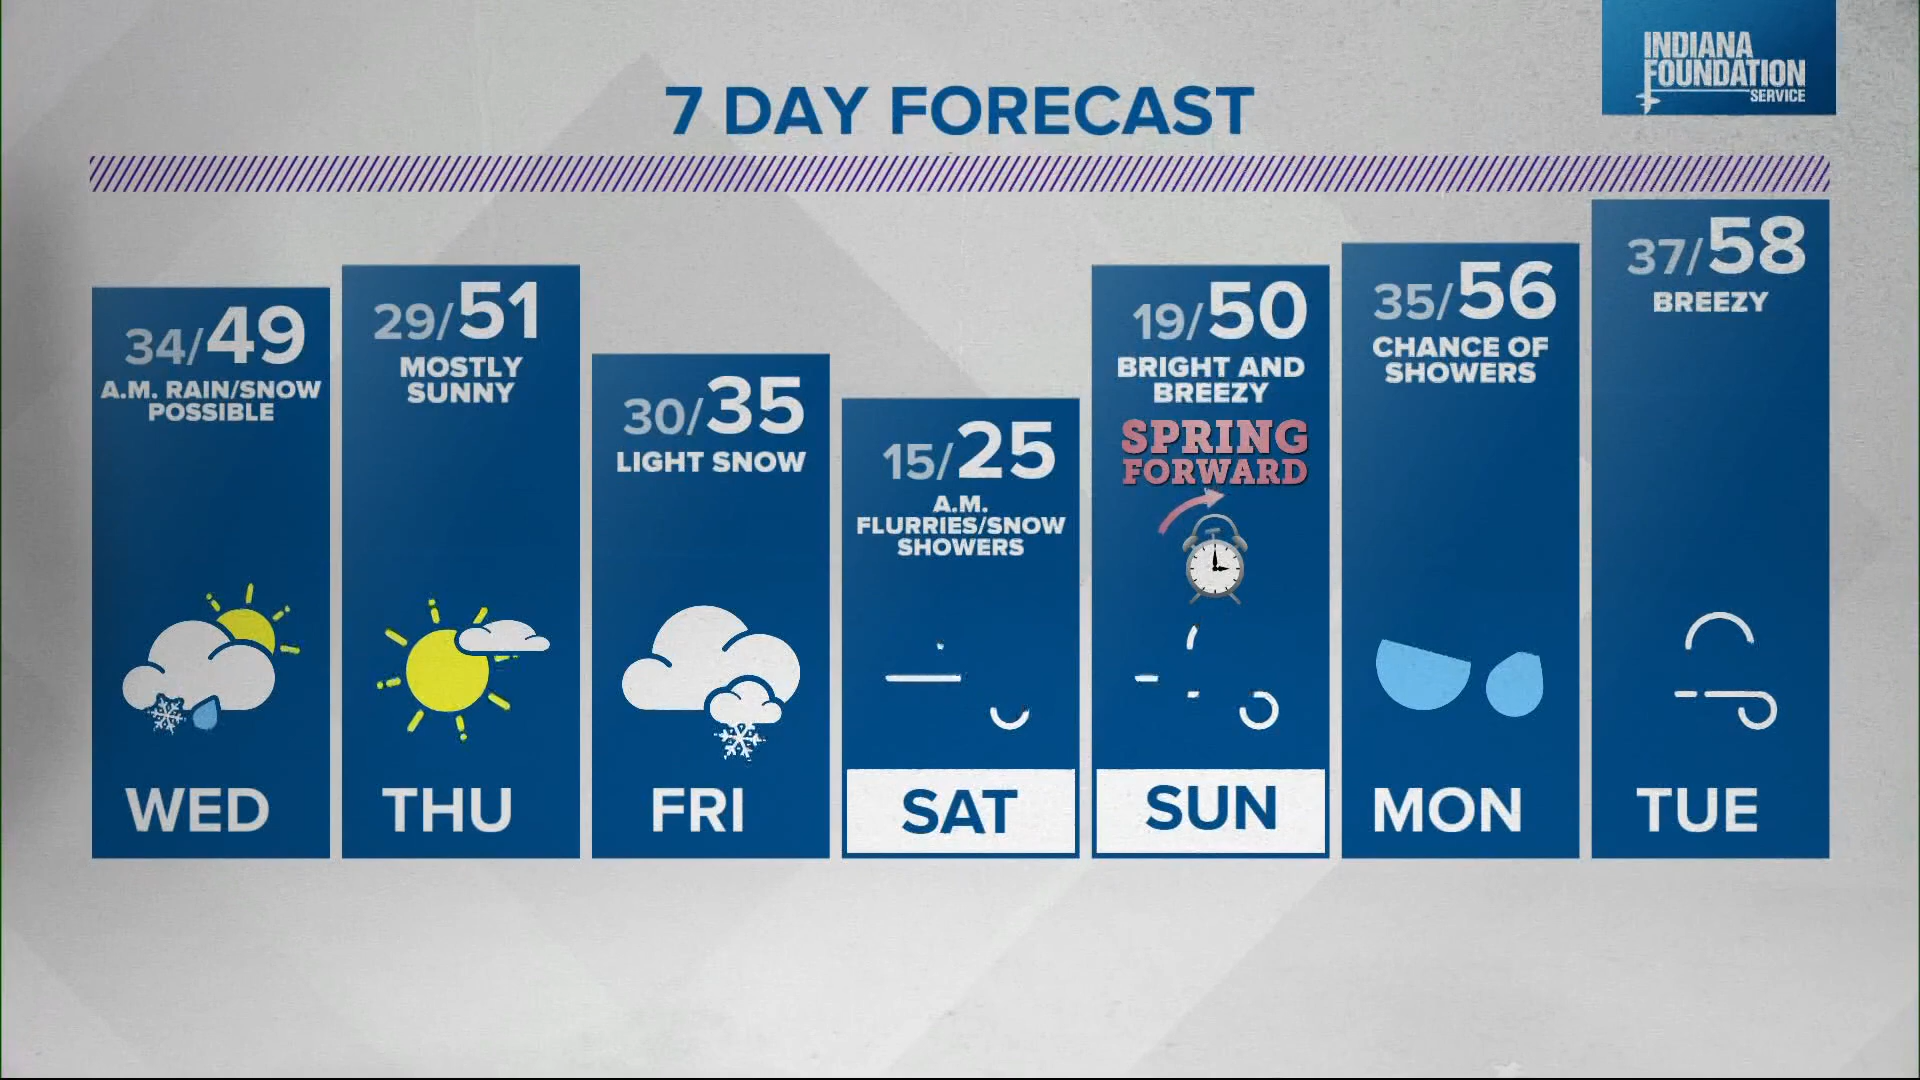 INDIANA
FOUNDATION
SERVICE
7 DAY FORECAST
34/49
A.M. RAIN/SNOW
POSSIBLE
WED
29/51
MOSTLY
SUNNY
THU
30/35
LIGHT SNOW
FRI
15/25
A.M.
FLURRIES/SNOW
SHOWERS
SAT
19/50
BRIGHT AND
BREEZY
SPRING
FORWARD
SUN
35/56
CHANCE OF
SHOWERS
MON
37/58
BREEZY
TUE